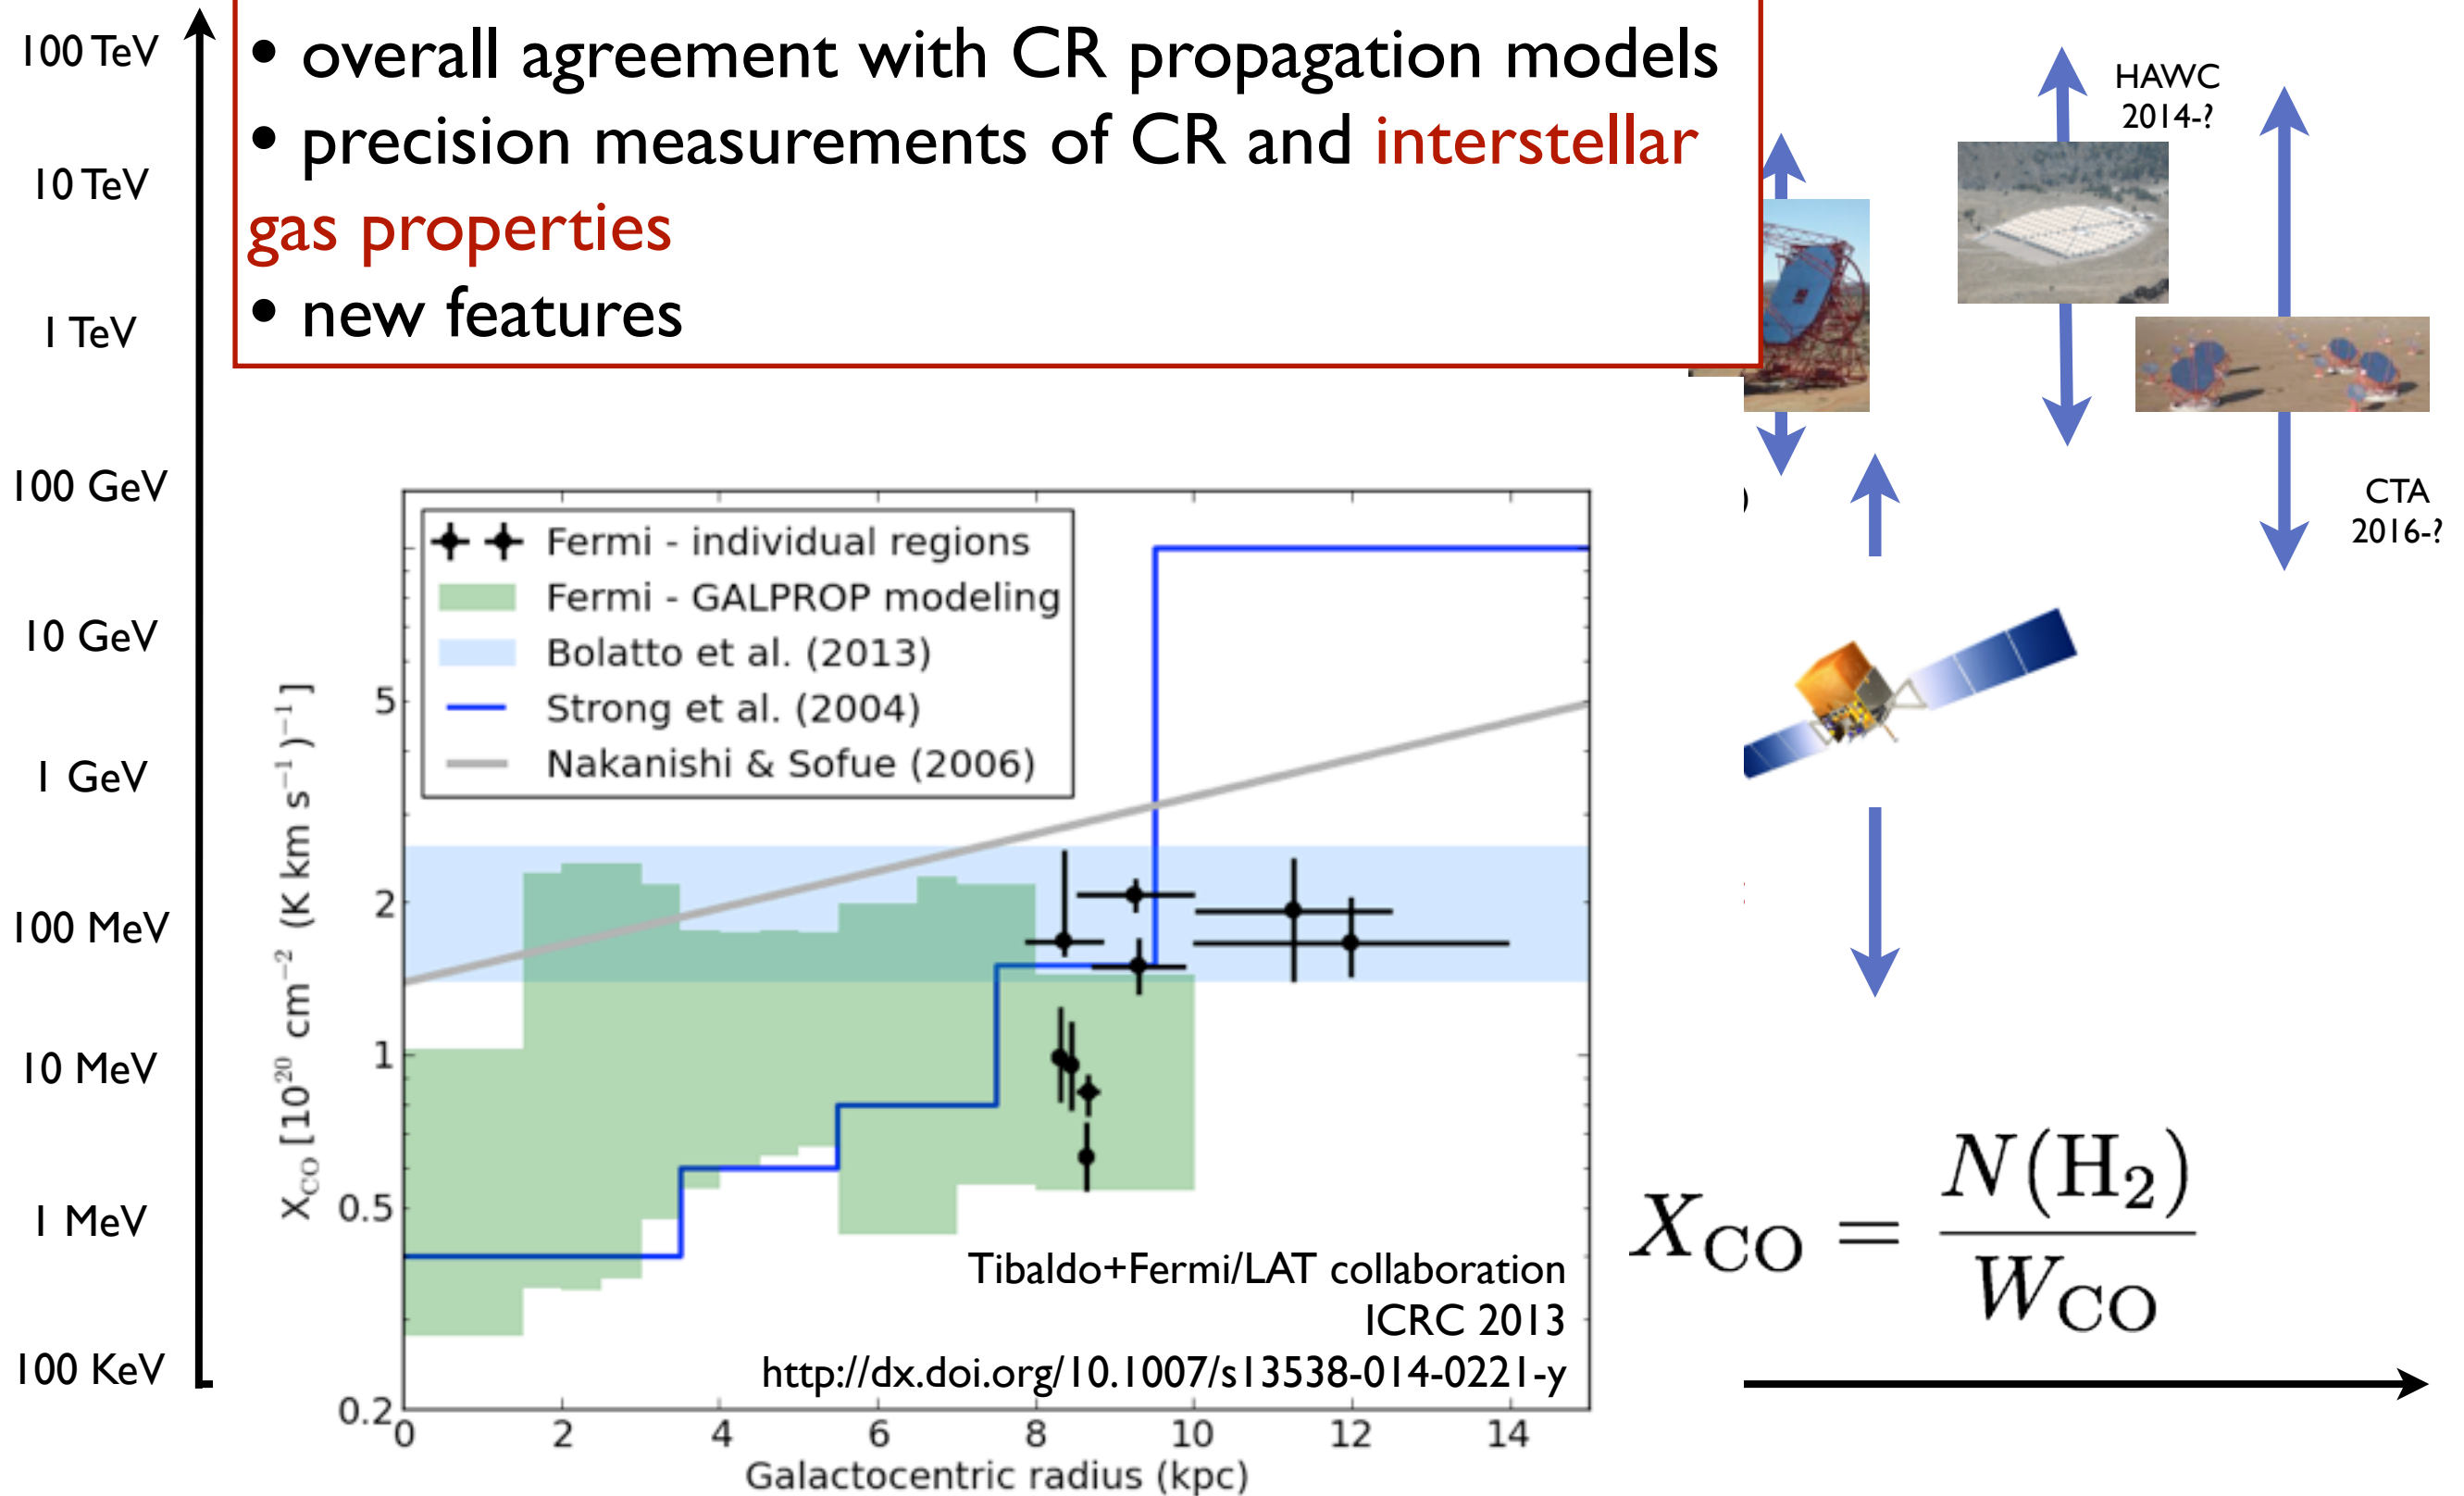 100 TeV
10 TeV
1 TeV
100 GeV
10 GeV
1 GeV
100 MeV
10 MeV
1 MeV
100 KeV
• overall agreement with CR propagation models
• precision measurements of CR and interstellar
gas properties
• new features
HAWC
2014-?
CTA
2016-?
)
Fermi - individual regions
Fermi - GALPROP modeling
Bolatto et al. (2013)
Strong et al. (2004)
Nakanishi & Sofue (2006)
X_CO [10^20 cm^−2 (K km s^−1)^−1]
5
2
1
0.5
0.2
0 2 4 6 8 10 12 14
Galactocentric radius (kpc)
Tibaldo+Fermi/LAT collaboration
ICRC 2013
http://dx.doi.org/10.1007/s13538-014-0221-y
X_CO = N(H_2) / W_CO